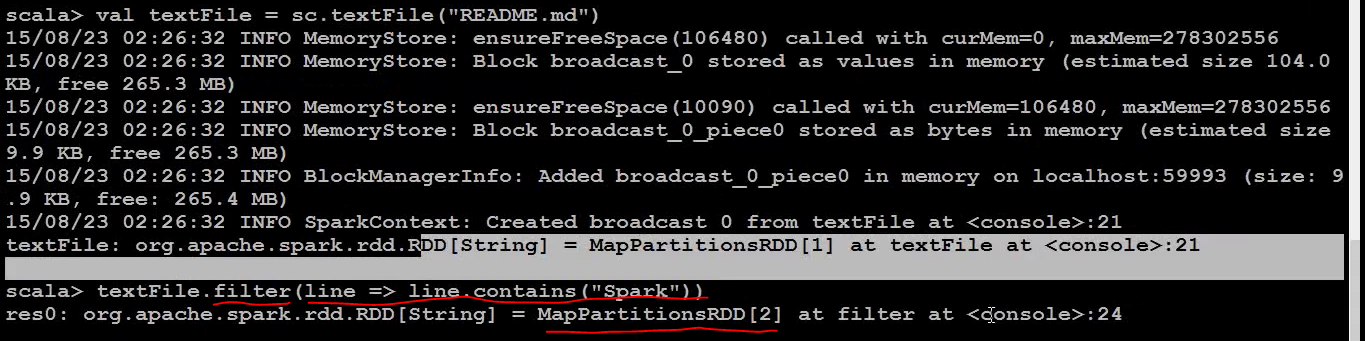 scala> val textFile = sc.textFile("README.md")
15/08/23 02:26:32 INFO MemoryStore: ensureFreeSpace(106480) called with curMem=0, maxMem=278302556
15/08/23 02:26:32 INFO MemoryStore: Block broadcast_0 stored as values in memory (estimated size 104.0
KB, free 265.3 MB)
15/08/23 02:26:32 INFO MemoryStore: ensureFreeSpace(10090) called with curMem=106480, maxMem=278302556
15/08/23 02:26:32 INFO MemoryStore: Block broadcast_0_piece0 stored as bytes in memory (estimated size
9.9 KB, free 265.3 MB)
15/08/23 02:26:32 INFO BlockManagerInfo: Added broadcast_0_piece0 in memory on localhost:59993 (size: 9
.9 KB, free: 265.4 MB)
15/08/23 02:26:32 INFO SparkContext: Created broadcast 0 from textFile at <console>:21
textFile: org.apache.spark.rdd.RDD[String] = MapPartitionsRDD[1] at textFile at <console>:21
scala> textFile.filter(line => line.contains("Spark"))
res0: org.apache.spark.rdd.RDD[String] = MapPartitionsRDD[2] at filter at <console>:24